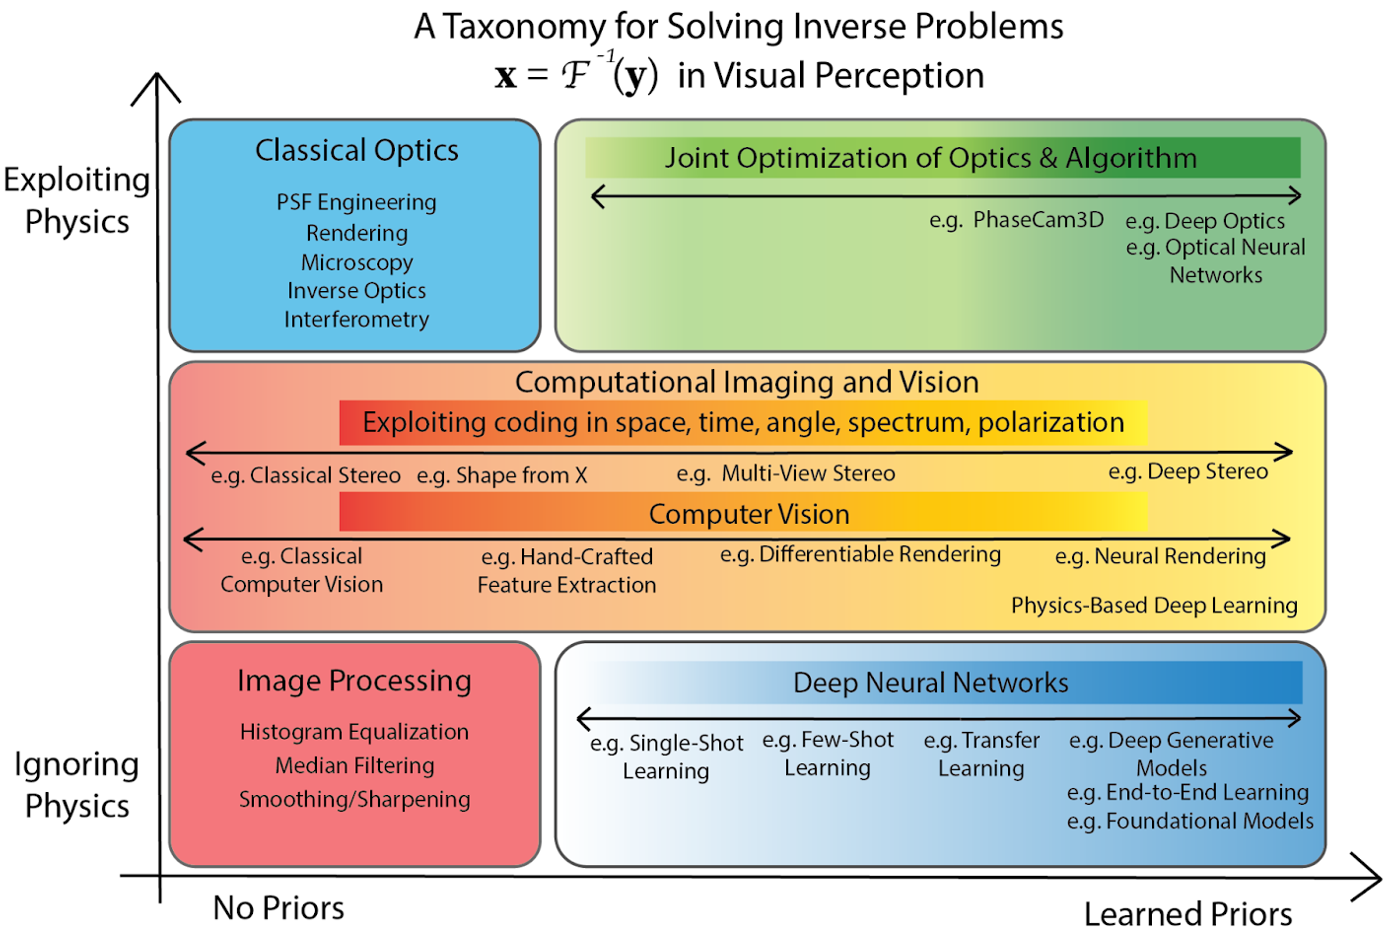 A Taxonomy for Solving Inverse Problems
x = ℱ⁻¹(y) in Visual Perception
Exploiting
Physics
Classical Optics
PSF Engineering
Rendering
Microscopy
Inverse Optics
Interferometry
Joint Optimization of Optics & Algorithm
e.g. PhaseCam3D
e.g. Deep Optics
e.g. Optical Neural
Networks
Computational Imaging and Vision
Exploiting coding in space, time, angle, spectrum, polarization
e.g. Classical Stereo
e.g. Shape from X
e.g. Multi-View Stereo
e.g. Deep Stereo
Computer Vision
e.g. Classical
Computer Vision
e.g. Hand-Crafted
Feature Extraction
e.g. Differentiable Rendering
e.g. Neural Rendering
Physics-Based Deep Learning
Ignoring
Physics
Image Processing
Histogram Equalization
Median Filtering
Smoothing/Sharpening
Deep Neural Networks
e.g. Single-Shot
Learning
e.g. Few-Shot
Learning
e.g. Transfer
Learning
e.g. Deep Generative
Models
e.g. End-to-End Learning
e.g. Foundational Models
No Priors
Learned Priors